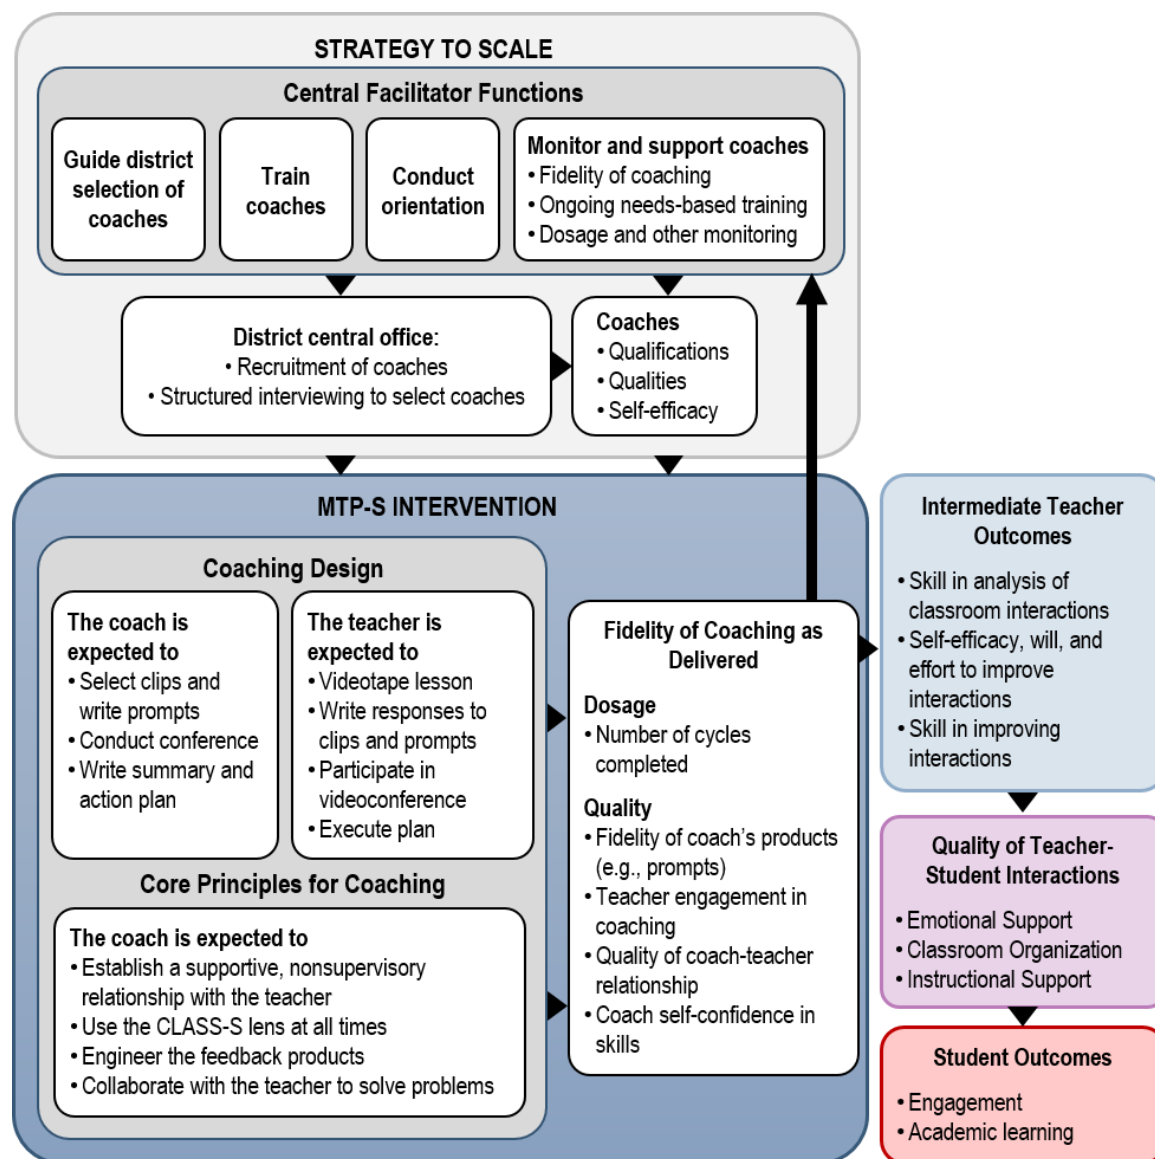 STRATEGY TO SCALE
Central Facilitator Functions
Guide district
selection of
coaches
Train
coaches
Conduct
orientation
Monitor and support coaches
• Fidelity of coaching
• Ongoing needs-based training
• Dosage and other monitoring
District central office:
• Recruitment of coaches
• Structured interviewing to select coaches
Coaches
• Qualifications
• Qualities
• Self-efficacy
MTP-S INTERVENTION
Coaching Design
The coach is
expected to
• Select clips and
write prompts
• Conduct conference
• Write summary and
action plan
The teacher is
expected to
• Videotape lesson
• Write responses to
clips and prompts
• Participate in
videoconference
• Execute plan
Core Principles for Coaching
The coach is expected to
• Establish a supportive, nonsupervisory
relationship with the teacher
• Use the CLASS-S lens at all times
• Engineer the feedback products
• Collaborate with the teacher to solve problems
Fidelity of Coaching as
Delivered
Dosage
• Number of cycles
completed
Quality
• Fidelity of coach’s products
(e.g., prompts)
• Teacher engagement in
coaching
• Quality of coach-teacher
relationship
• Coach self-confidence in
skills
Intermediate Teacher
Outcomes
• Skill in analysis of
classroom interactions
• Self-efficacy, will, and
effort to improve
interactions
• Skill in improving
interactions
Quality of Teacher-
Student Interactions
• Emotional Support
• Classroom Organization
• Instructional Support
Student Outcomes
• Engagement
• Academic learning